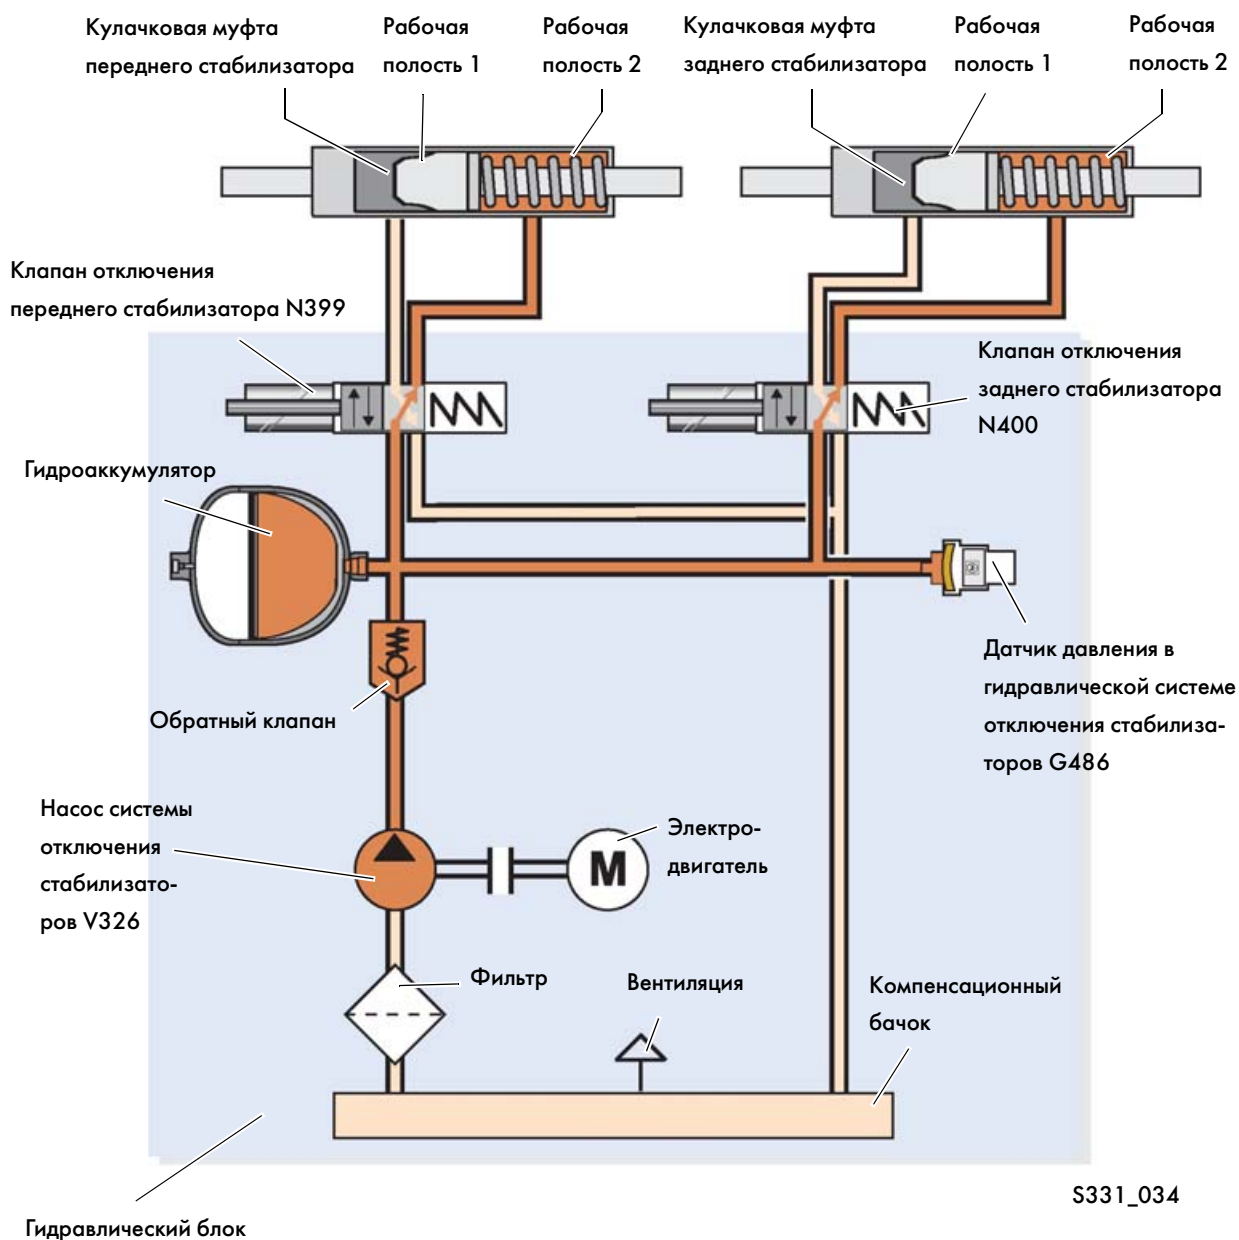 Кулачковая муфта
переднего стабилизатора
Рабочая
полость 1
Рабочая
полость 2
Кулачковая муфта
заднего стабилизатора
Рабочая
полость 1
Рабочая
полость 2
Клапан отключения
переднего стабилизатора N399
Клапан отключения
заднего стабилизатора
N400
Гидроаккумулятор
Датчик давления в
гидравлической системе
отключения стабилиза-
торов G486
Обратный клапан
Насос системы
отключения
стабилизато-
ров V326
Электро-
двигатель
M
Фильтр
Вентиляция
Компенсационный
бачок
S331_034
Гидравлический блок